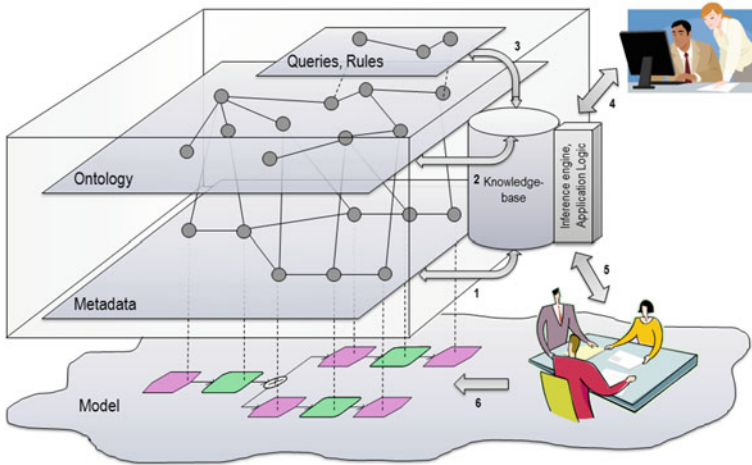 Queries, Rules
3
4
Ontology
2
Knowledge-
base
Inference engine,
Application Logic
Metadata
1
5
Model
6